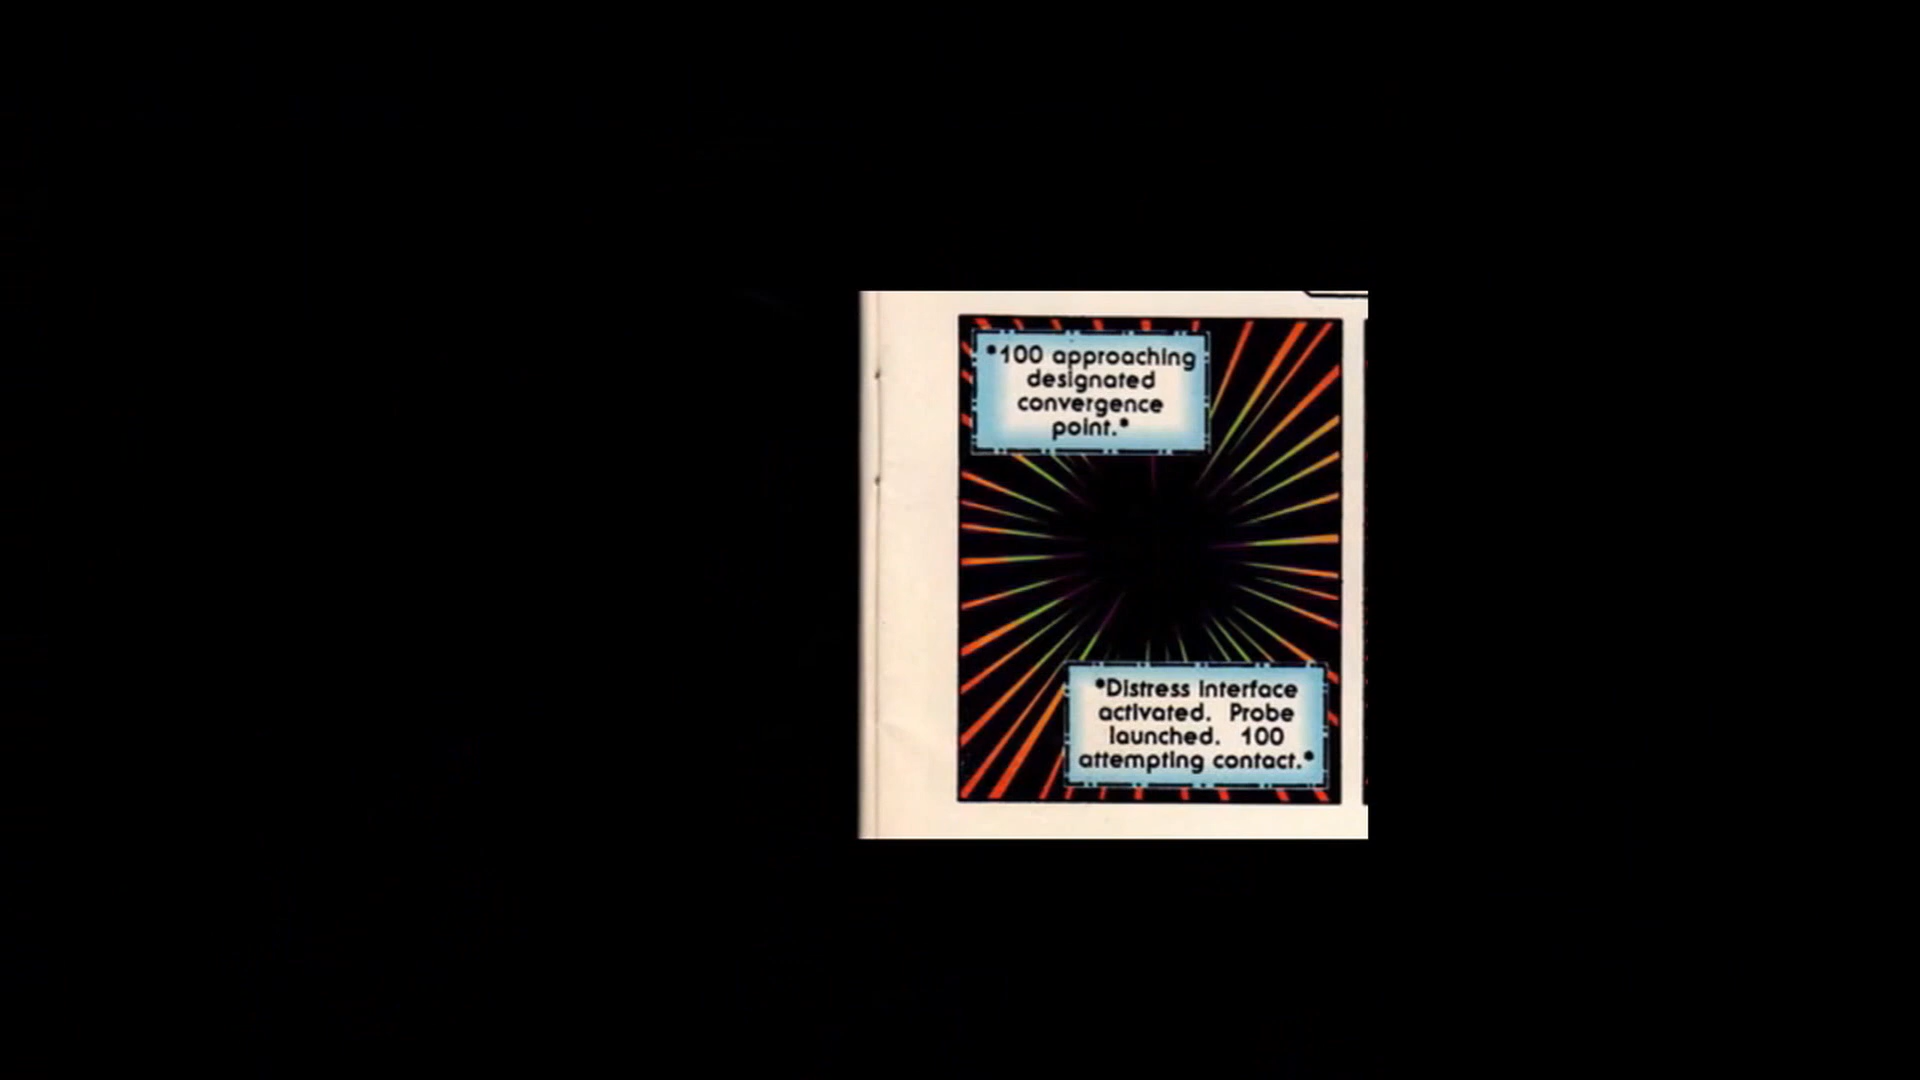 •100 approaching
designated
convergence
point.•
•Distress interface
activated. Probe
launched. 100
attempting contact.•